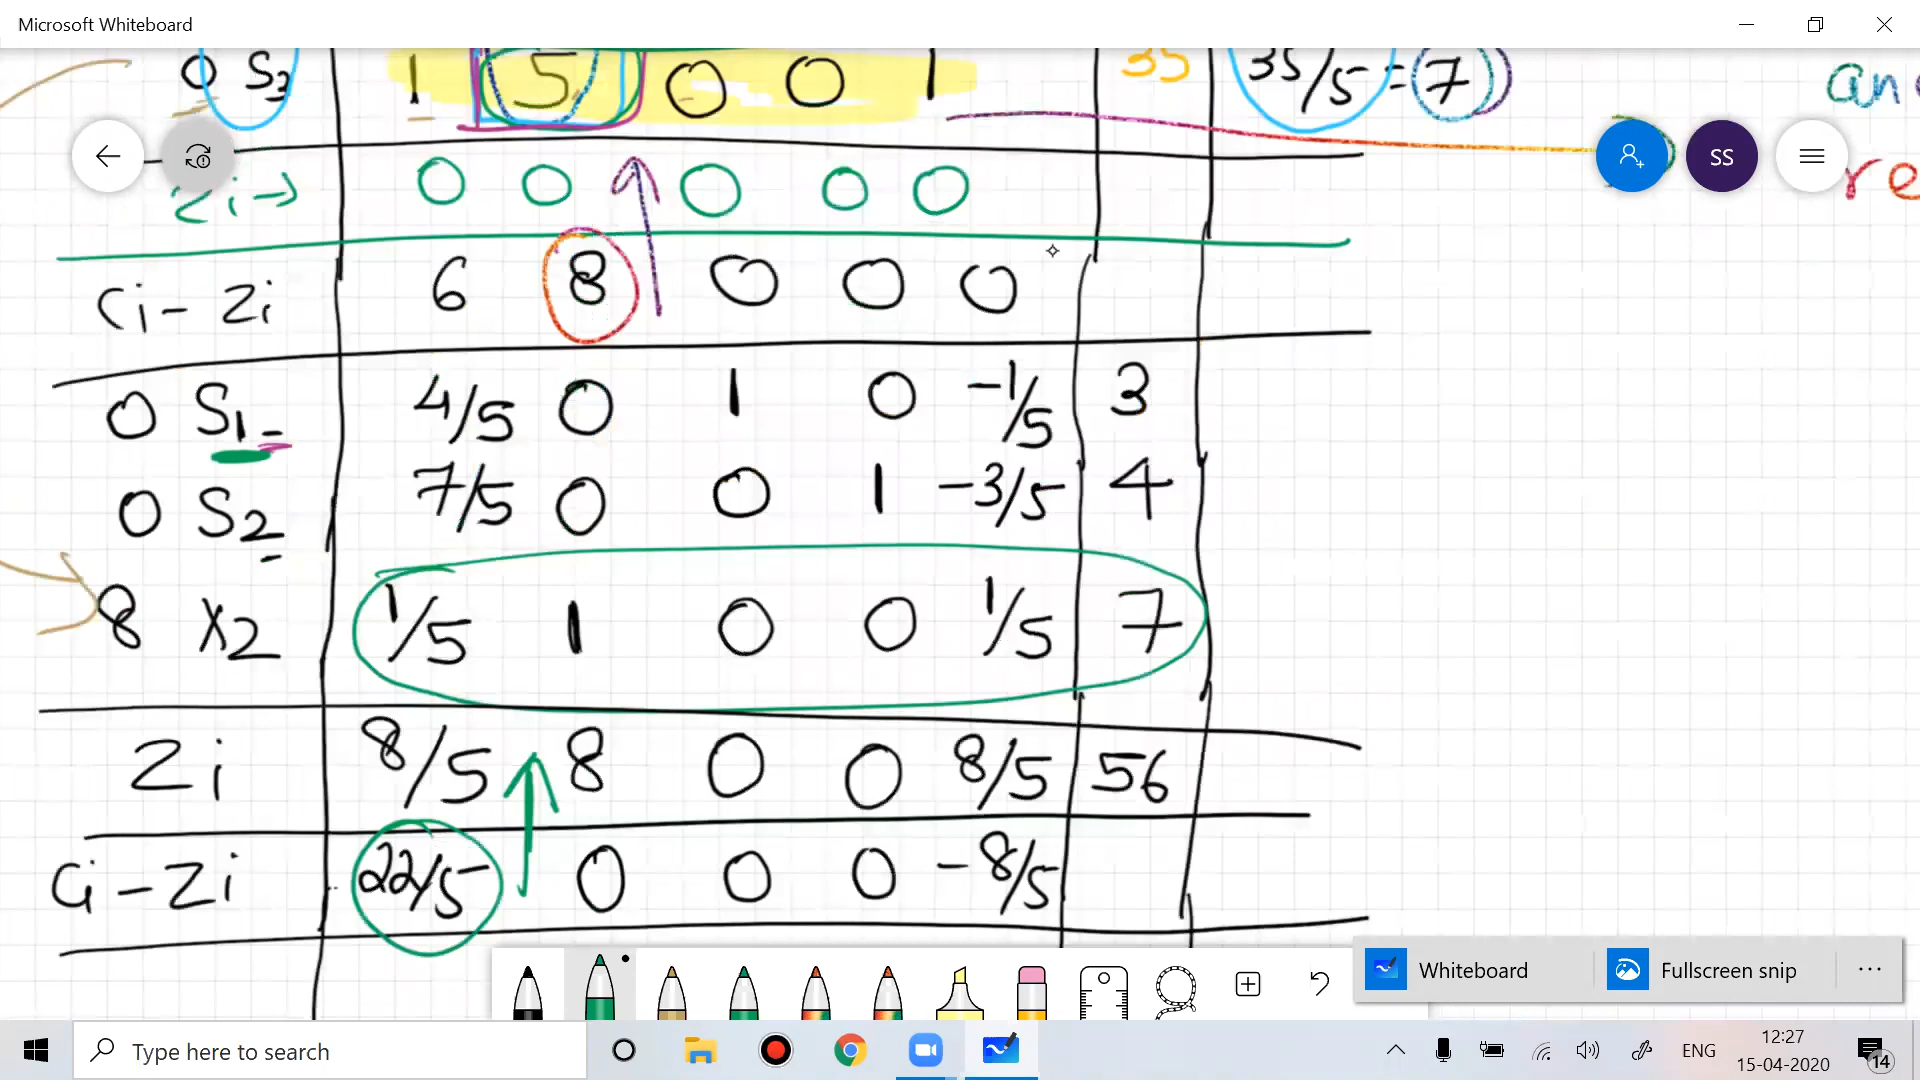 Microsoft Whiteboard
0 S3 1 5 0 0 1 35 35/5 = 7
an
re
SS
Zi → 0 0 0 0 0
Ci - Zi 6 8 0 0 0
0 S1 4/5 0 1 0 -1/5 3
0 S2 7/5 0 0 1 -3/5 4
8 X2 1/5 1 0 0 1/5 7
Zi 8/5 8 0 0 8/5 56
Ci - Zi 22/5 0 0 0 -8/5
Whiteboard Fullscreen snip
Type here to search
ENG
12:27
15-04-2020
14